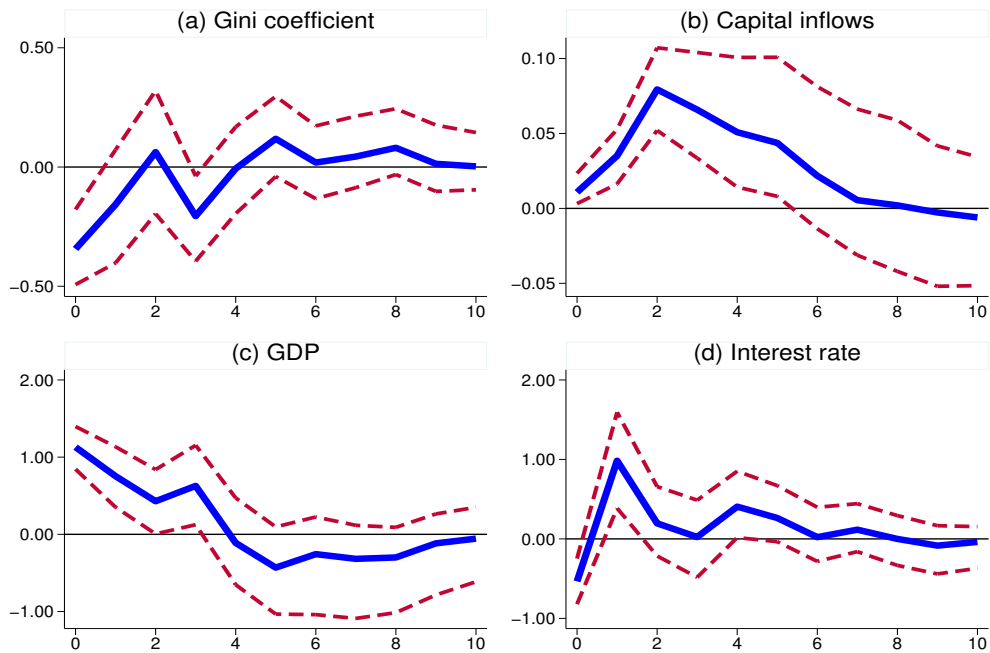 (a) Gini coefficient
0.50
0.00
−0.50
0 2 4 6 8 10
(b) Capital inflows
0.10
0.05
0.00
−0.05
0 2 4 6 8 10
(c) GDP
2.00
1.00
0.00
−1.00
0 2 4 6 8 10
(d) Interest rate
2.00
1.00
0.00
−1.00
0 2 4 6 8 10